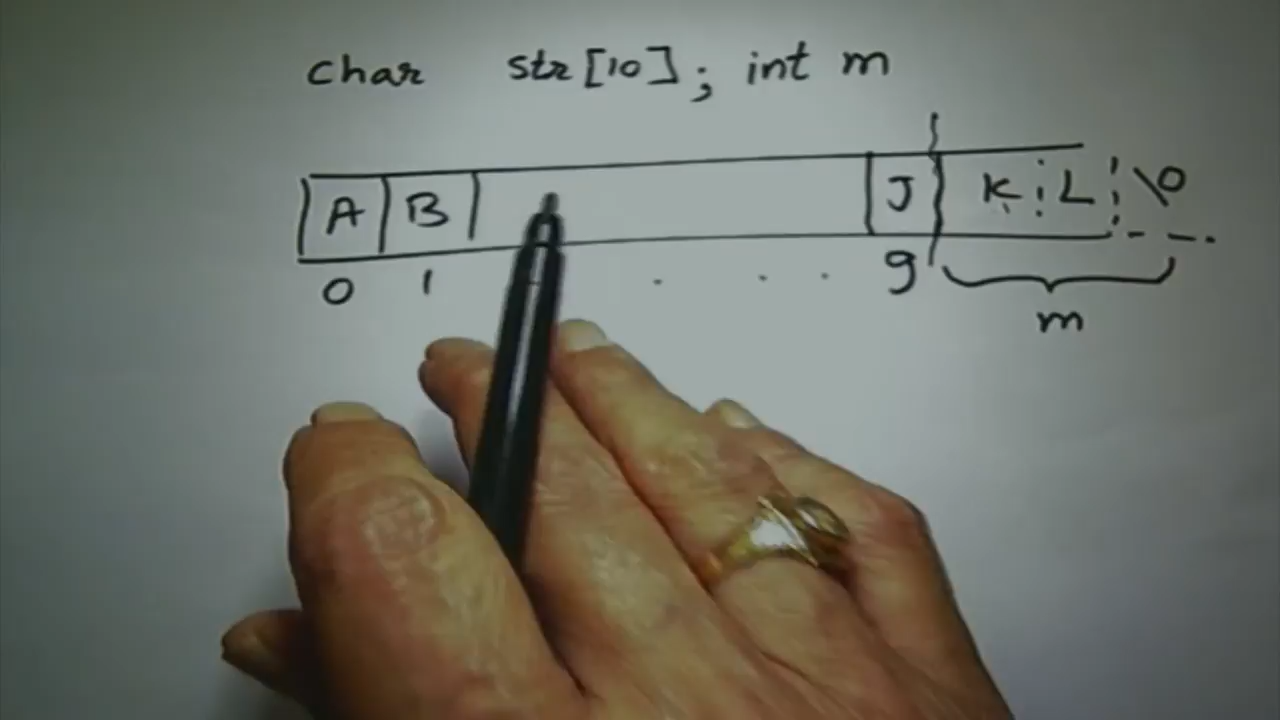 char str[10]; int m
A B J K L \0
0 1 . . . 9
m